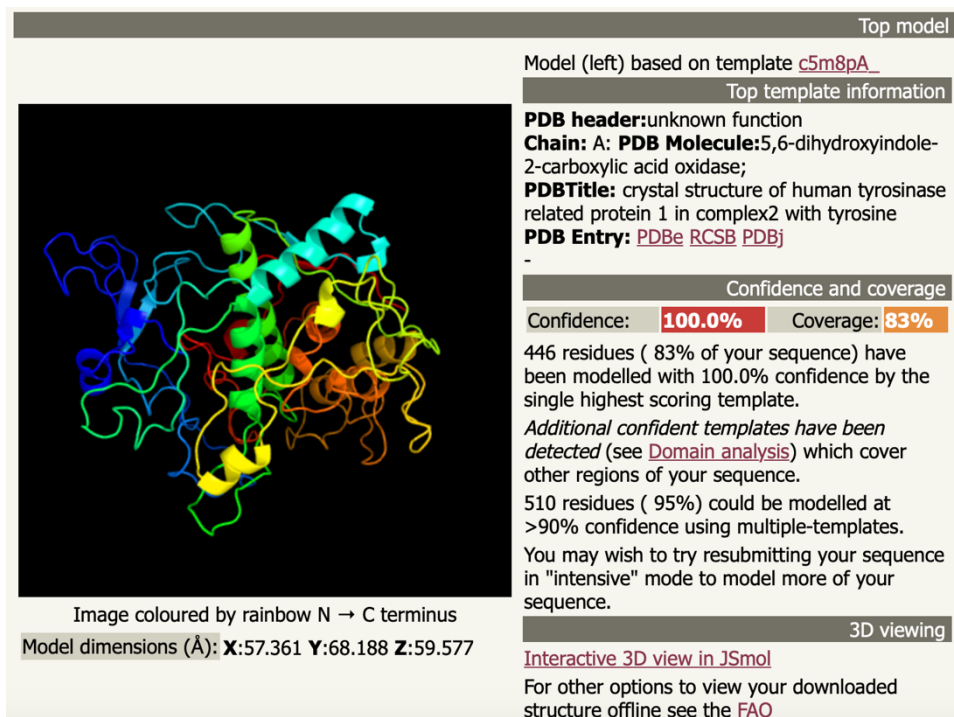 Top model
Model (left) based on template c5m8pA_
Top template information
PDB header:unknown function
Chain: A: PDB Molecule:5,6-dihydroxyindole-
2-carboxylic acid oxidase;
PDBTitle: crystal structure of human tyrosinase
related protein 1 in complex2 with tyrosine
PDB Entry: PDBe RCSB PDBj
-
Confidence and coverage
Confidence: 100.0% Coverage: 83%
446 residues ( 83% of your sequence) have
been modelled with 100.0% confidence by the
single highest scoring template.
Additional confident templates have been
detected (see Domain analysis) which cover
other regions of your sequence.
510 residues ( 95%) could be modelled at
>90% confidence using multiple-templates.
You may wish to try resubmitting your sequence
in "intensive" mode to model more of your
sequence.
Image coloured by rainbow N → C terminus
Model dimensions (Å): X:57.361 Y:68.188 Z:59.577
3D viewing
Interactive 3D view in JSmol
For other options to view your downloaded
structure offline see the FAQ